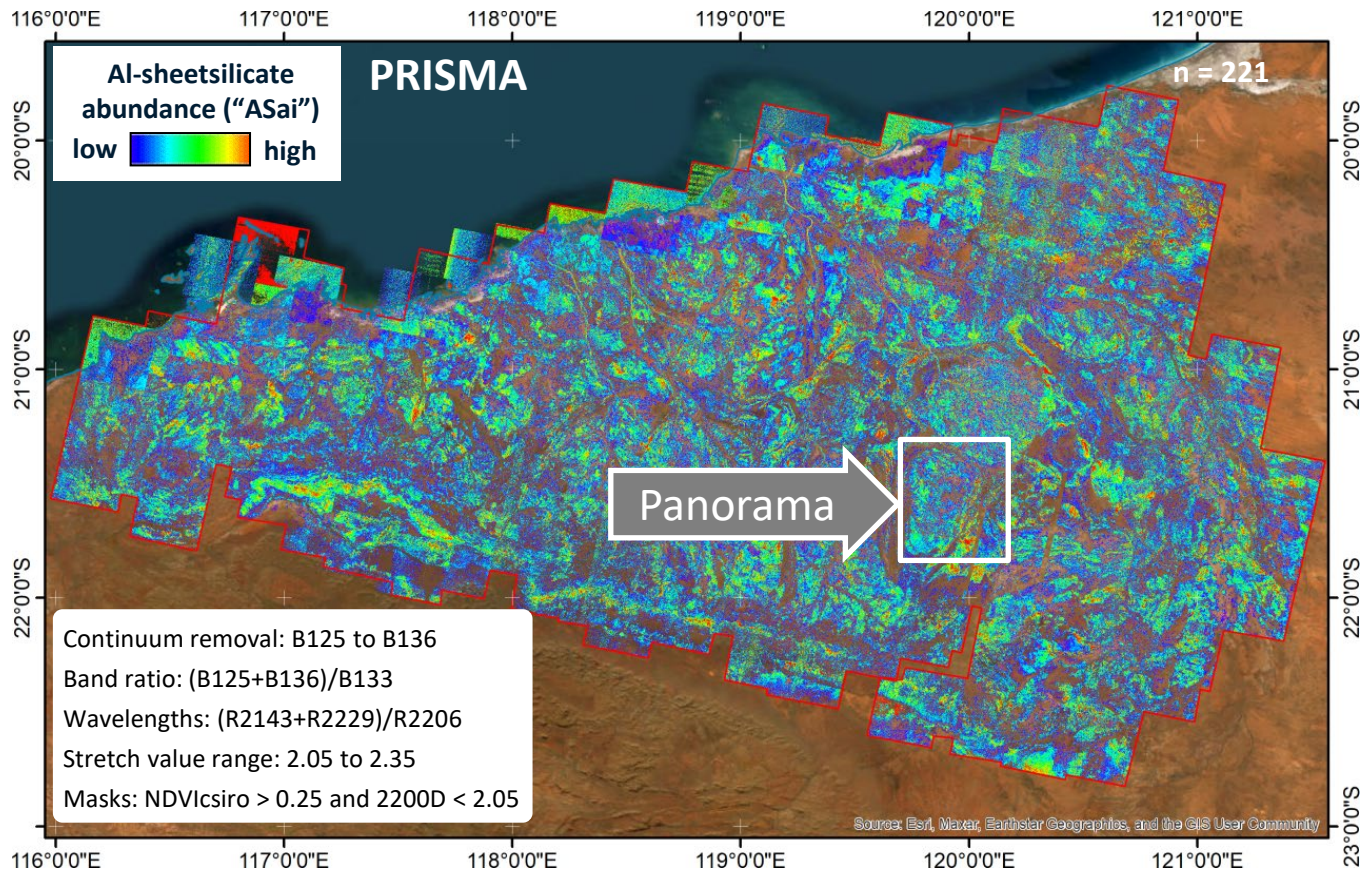 116°0'0"E 117°0'0"E 118°0'0"E 119°0'0"E 120°0'0"E 121°0'0"E
Al-sheetsilicate
abundance ("ASai")
low high
PRISMA
n = 221
20°0'0"S
20°0'0"S
21°0'0"S
21°0'0"S
Panorama
22°0'0"S
22°0'0"S
Continuum removal: B125 to B136
Band ratio: (B125+B136)/B133
Wavelengths: (R2143+R2229)/R2206
Stretch value range: 2.05 to 2.35
Masks: NDVIcsiro > 0.25 and 2200D < 2.05
Source: Esri, Maxar, Earthstar Geographics, and the GIS User Community
23°0'0"S
116°0'0"E 117°0'0"E 118°0'0"E 119°0'0"E 120°0'0"E 121°0'0"E